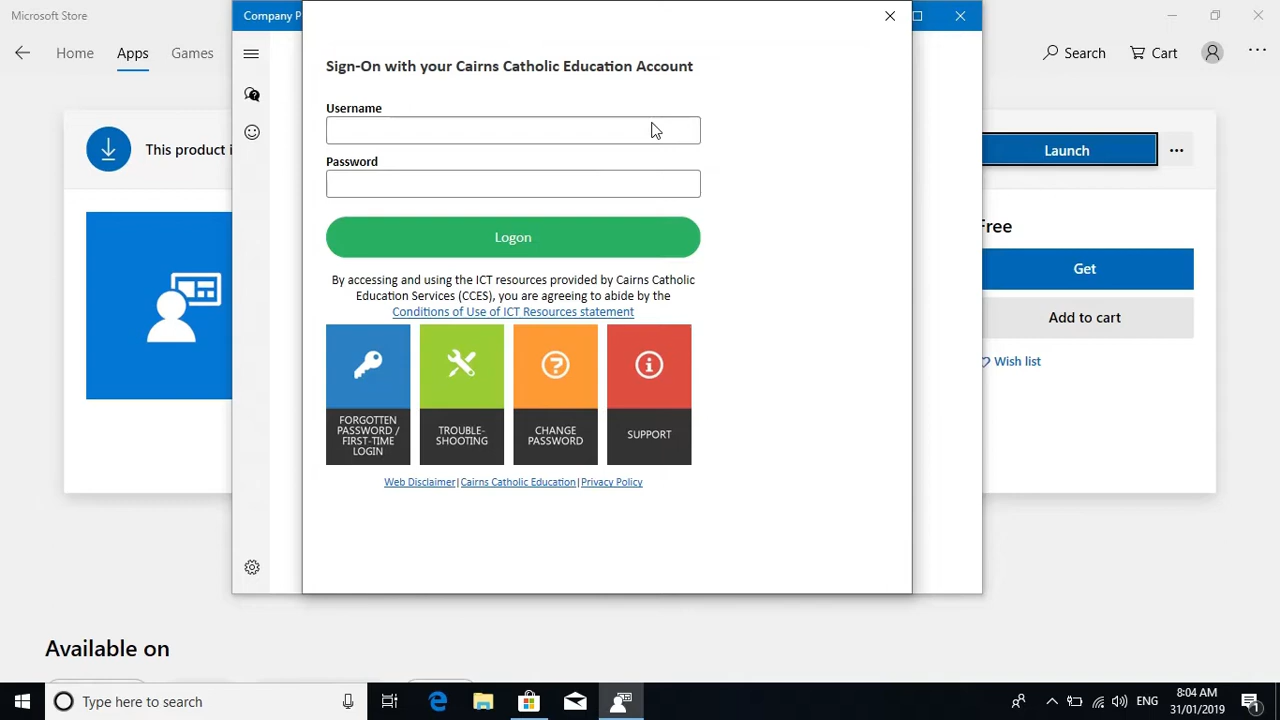 Microsoft Store
Company P
Home
Apps
Games
Search
Cart
Sign-On with your Cairns Catholic Education Account
Username
This product i
Launch
Password
Free
Logon
Get
By accessing and using the ICT resources provided by Cairns Catholic
Education Services (CCES), you are agreeing to abide by the
Conditions of Use of ICT Resources statement
Add to cart
Wish list
FORGOTTEN
PASSWORD /
FIRST-TIME
LOGIN
TROUBLE-
SHOOTING
CHANGE
PASSWORD
SUPPORT
Web Disclaimer|Cairns Catholic Education|Privacy Policy
Available on
Type here to search
ENG
8:04 AM
31/01/2019
1